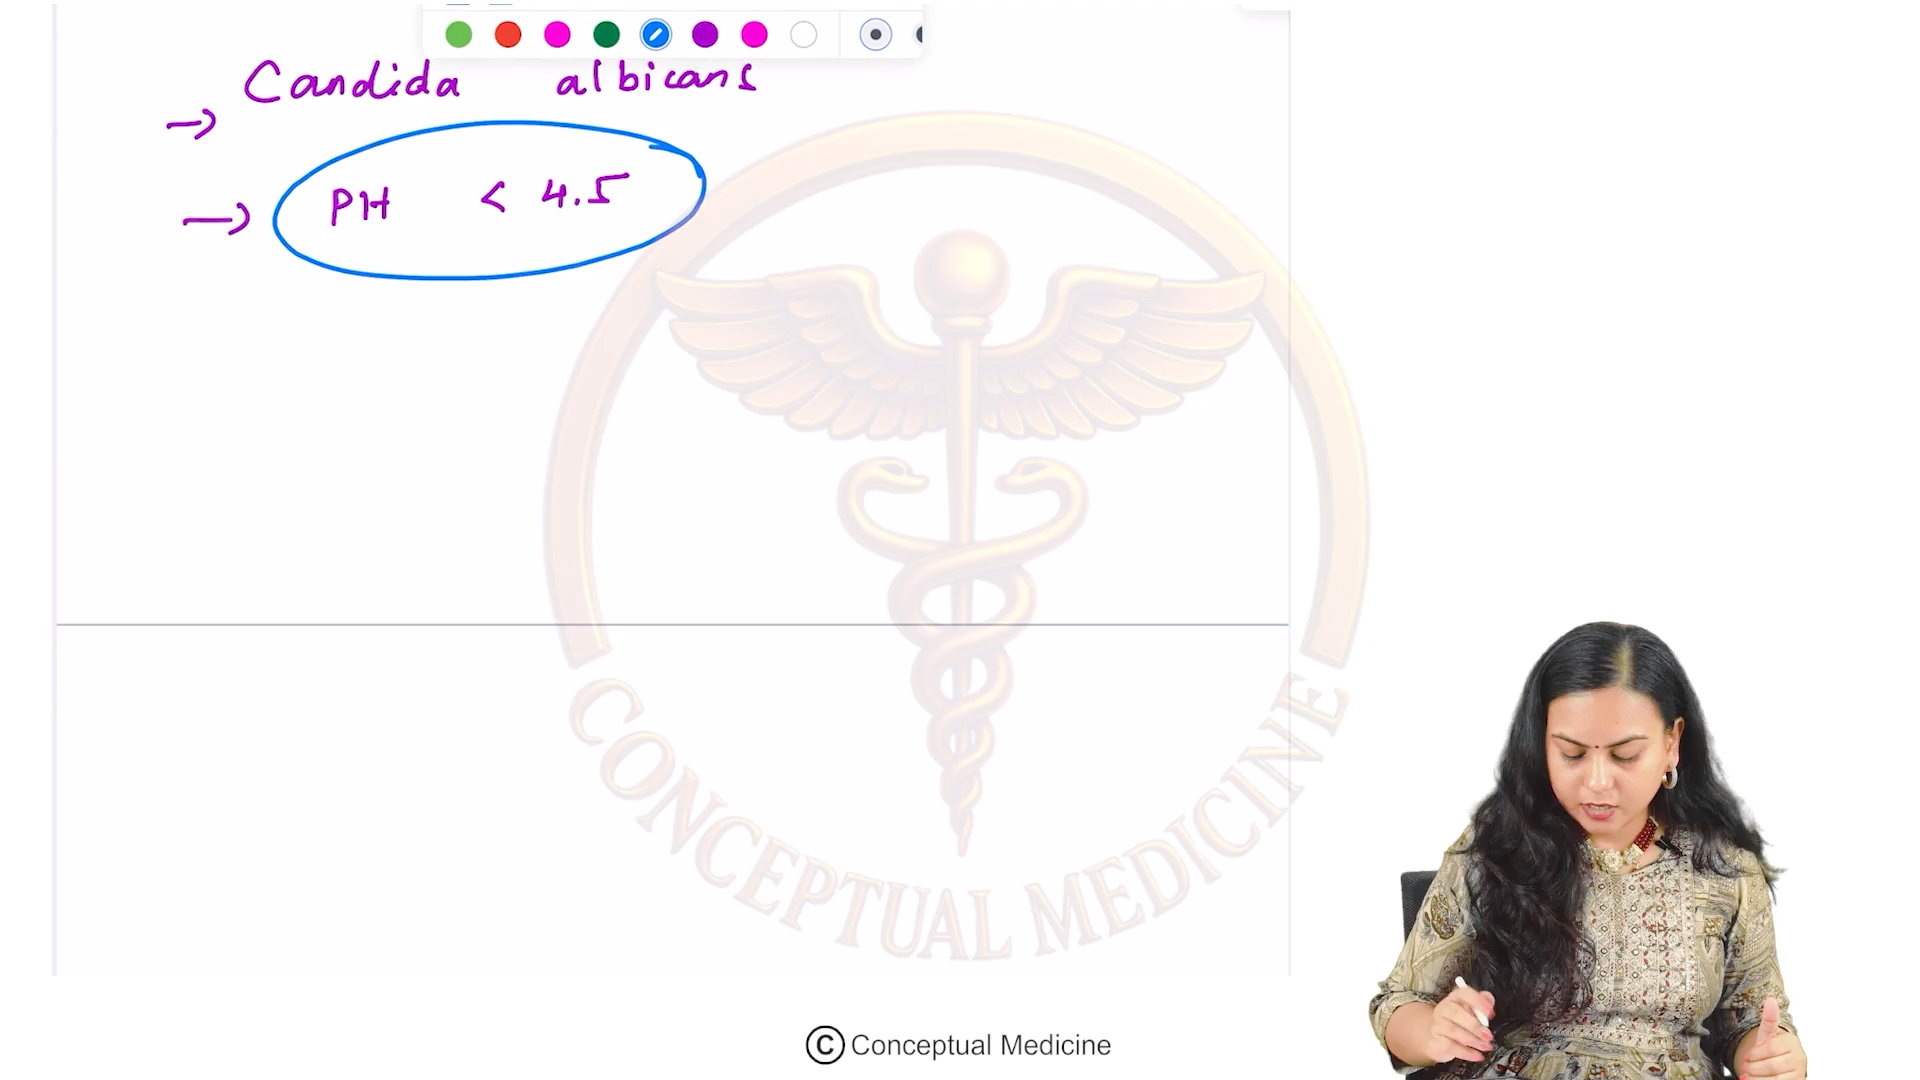 Candida albicans
→
→ PH < 4.5
CONCEPTUAL MEDICINE
© Conceptual Medicine